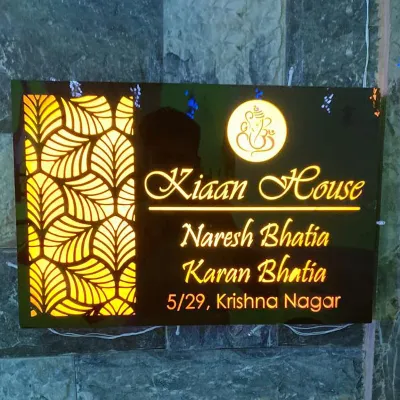 Kiaan House
Naresh Bhatia
Karan Bhatia
5/29, Krishna Nagar